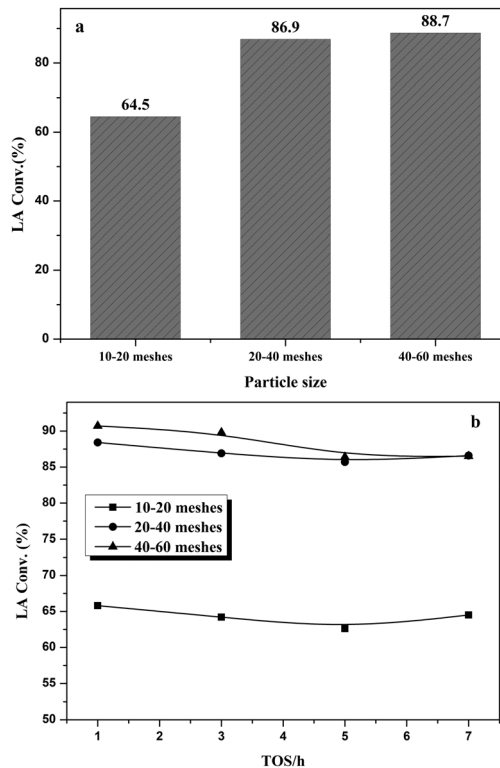 a
64.5
86.9
88.7
80
60
40
20
0
LA Conv.(%)
10-20 meshes
20-40 meshes
40-60 meshes
Particle size
b
95
90
85
80
75
70
65
60
55
50
LA Conv. (%)
10-20 meshes
20-40 meshes
40-60 meshes
1 2 3 4 5 6 7
TOS/h